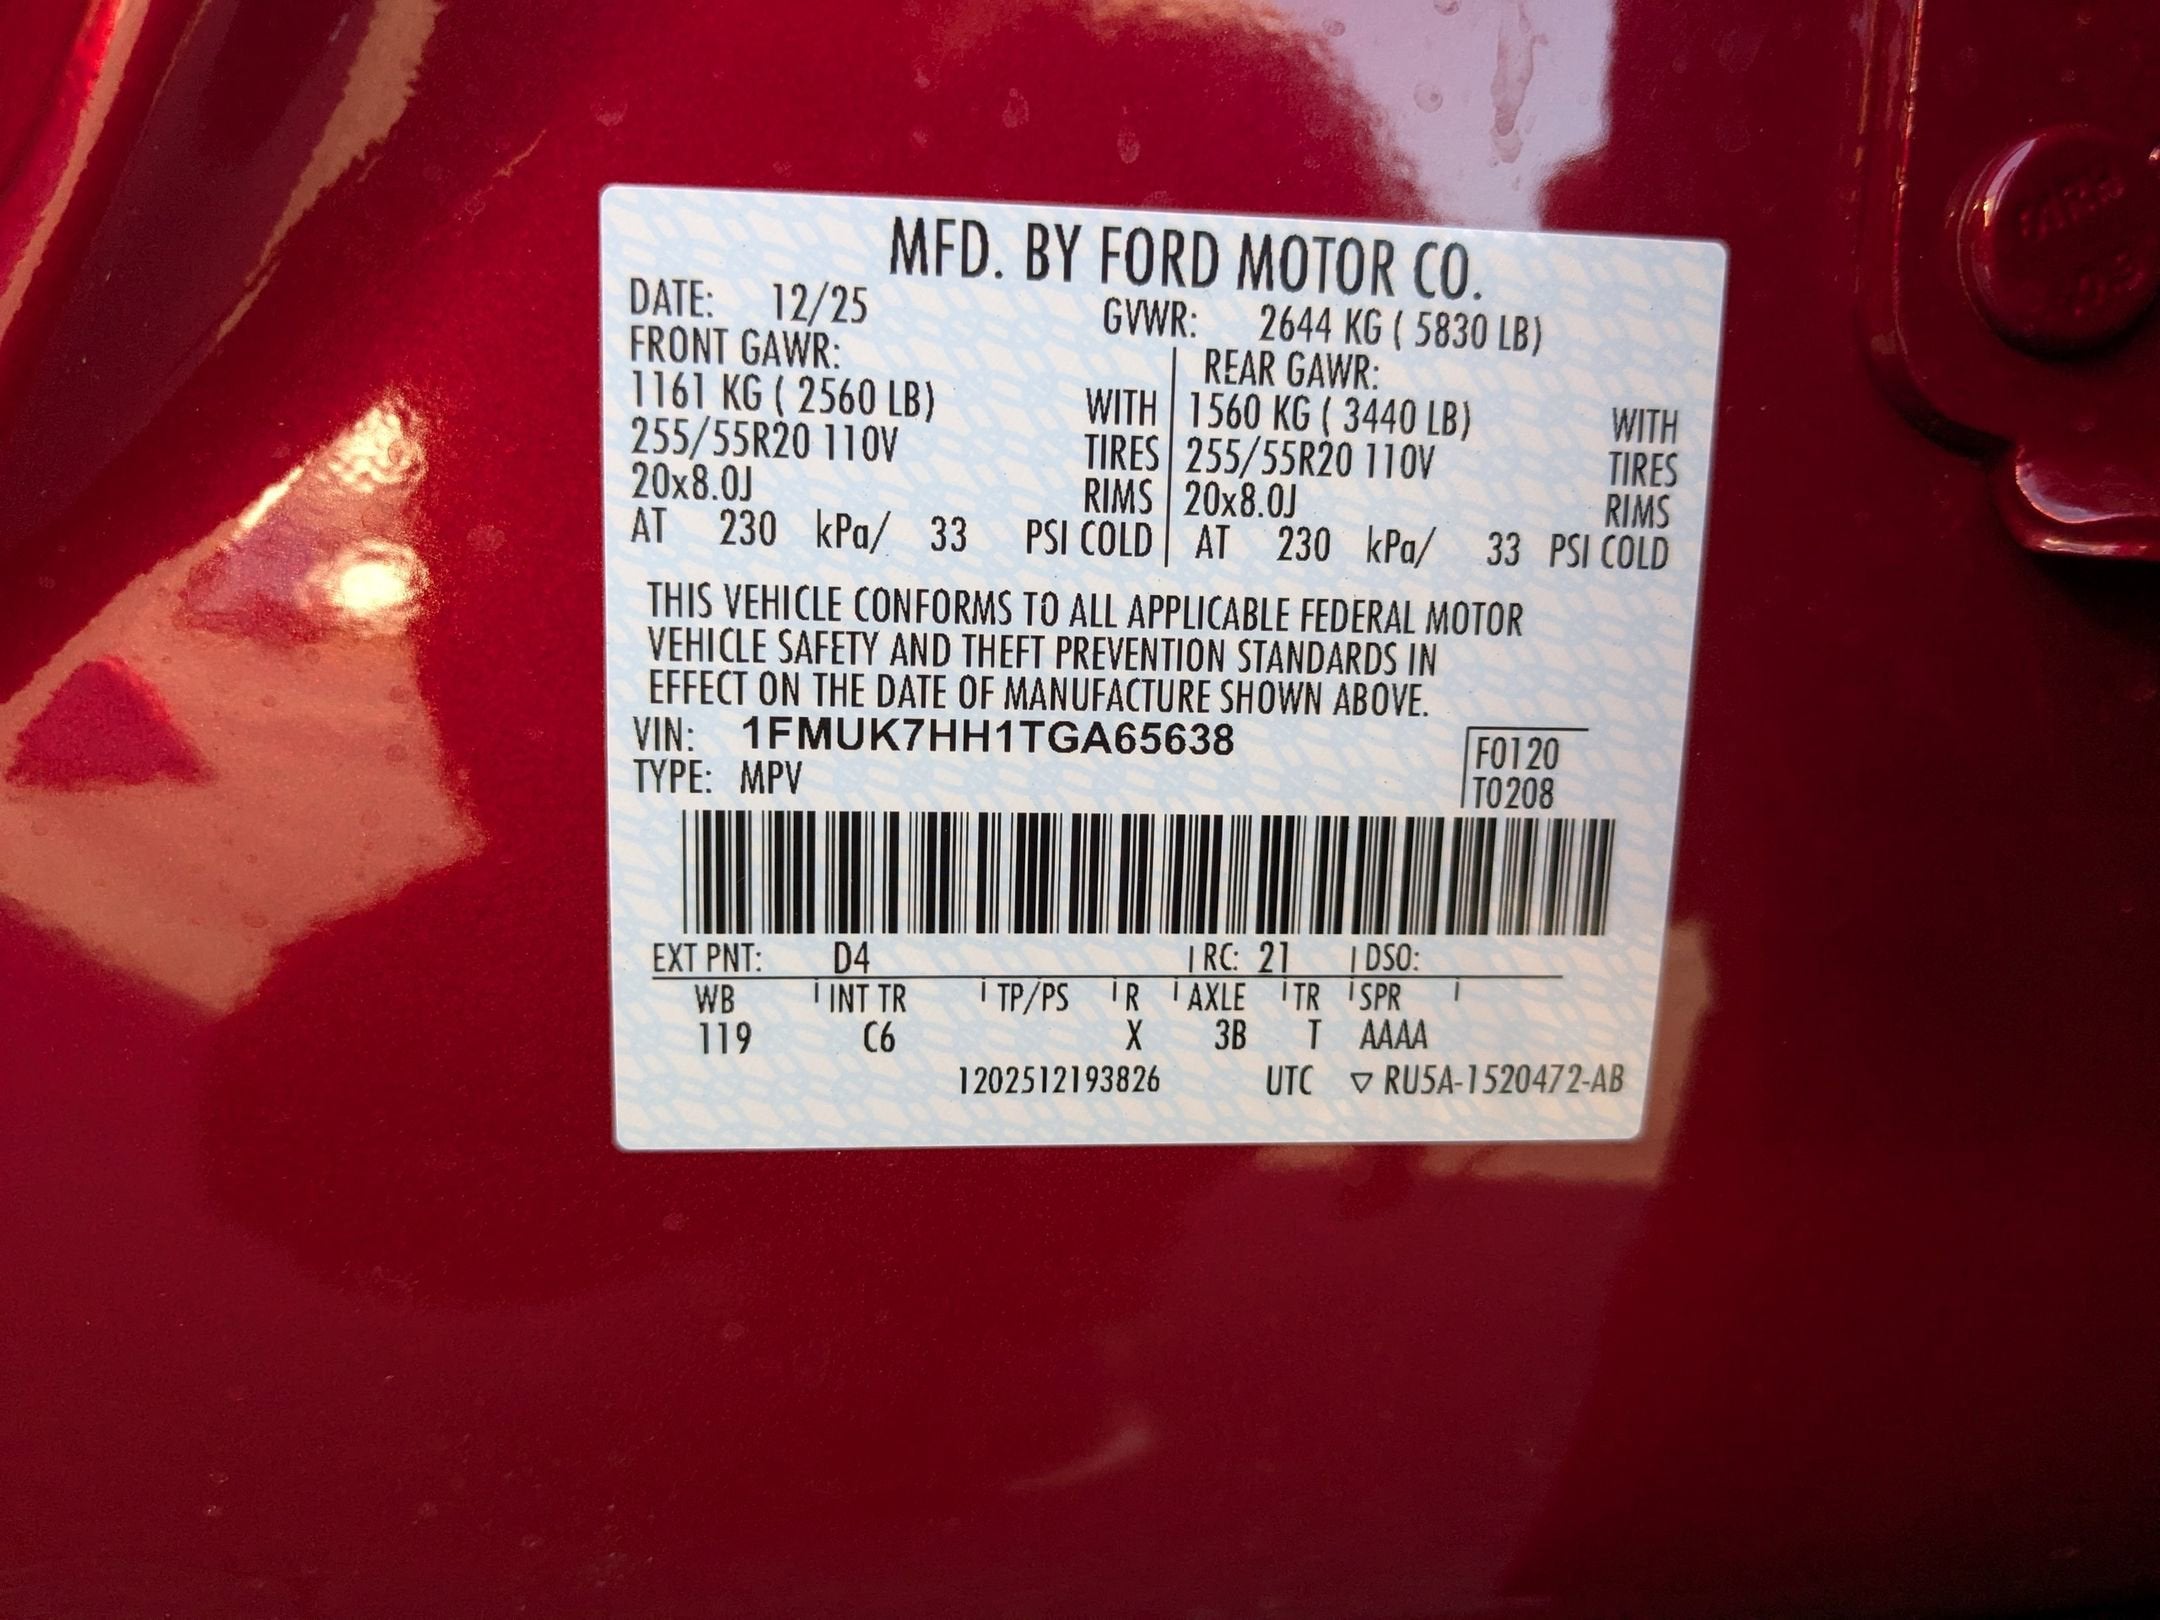 MFD. BY FORD MOTOR CO.
DATE: 12/25 GVWR: 2644 KG ( 5830 LB)
FRONT GAWR: REAR GAWR:
1161 KG ( 2560 LB) WITH 1560 KG ( 3440 LB) WITH
255/55R20 110V TIRES 255/55R20 110V TIRES
20x8.0J RIMS 20x8.0J RIMS
AT 230 kPa/ 33 PSI COLD AT 230 kPa/ 33 PSI COLD
THIS VEHICLE CONFORMS TO ALL APPLICABLE FEDERAL MOTOR
VEHICLE SAFETY AND THEFT PREVENTION STANDARDS IN
EFFECT ON THE DATE OF MANUFACTURE SHOWN ABOVE.
VIN: 1FMUK7HH1TGA65638
F0120
TYPE: MPV
T0208
EXT PNT: D4 RC: 21 DSO:
WB INT TR TP/PS R AXLE TR SPR
119 C6 X 3B T AAAA
1202512193826 UTC ▽ RU5A-1520472-AB